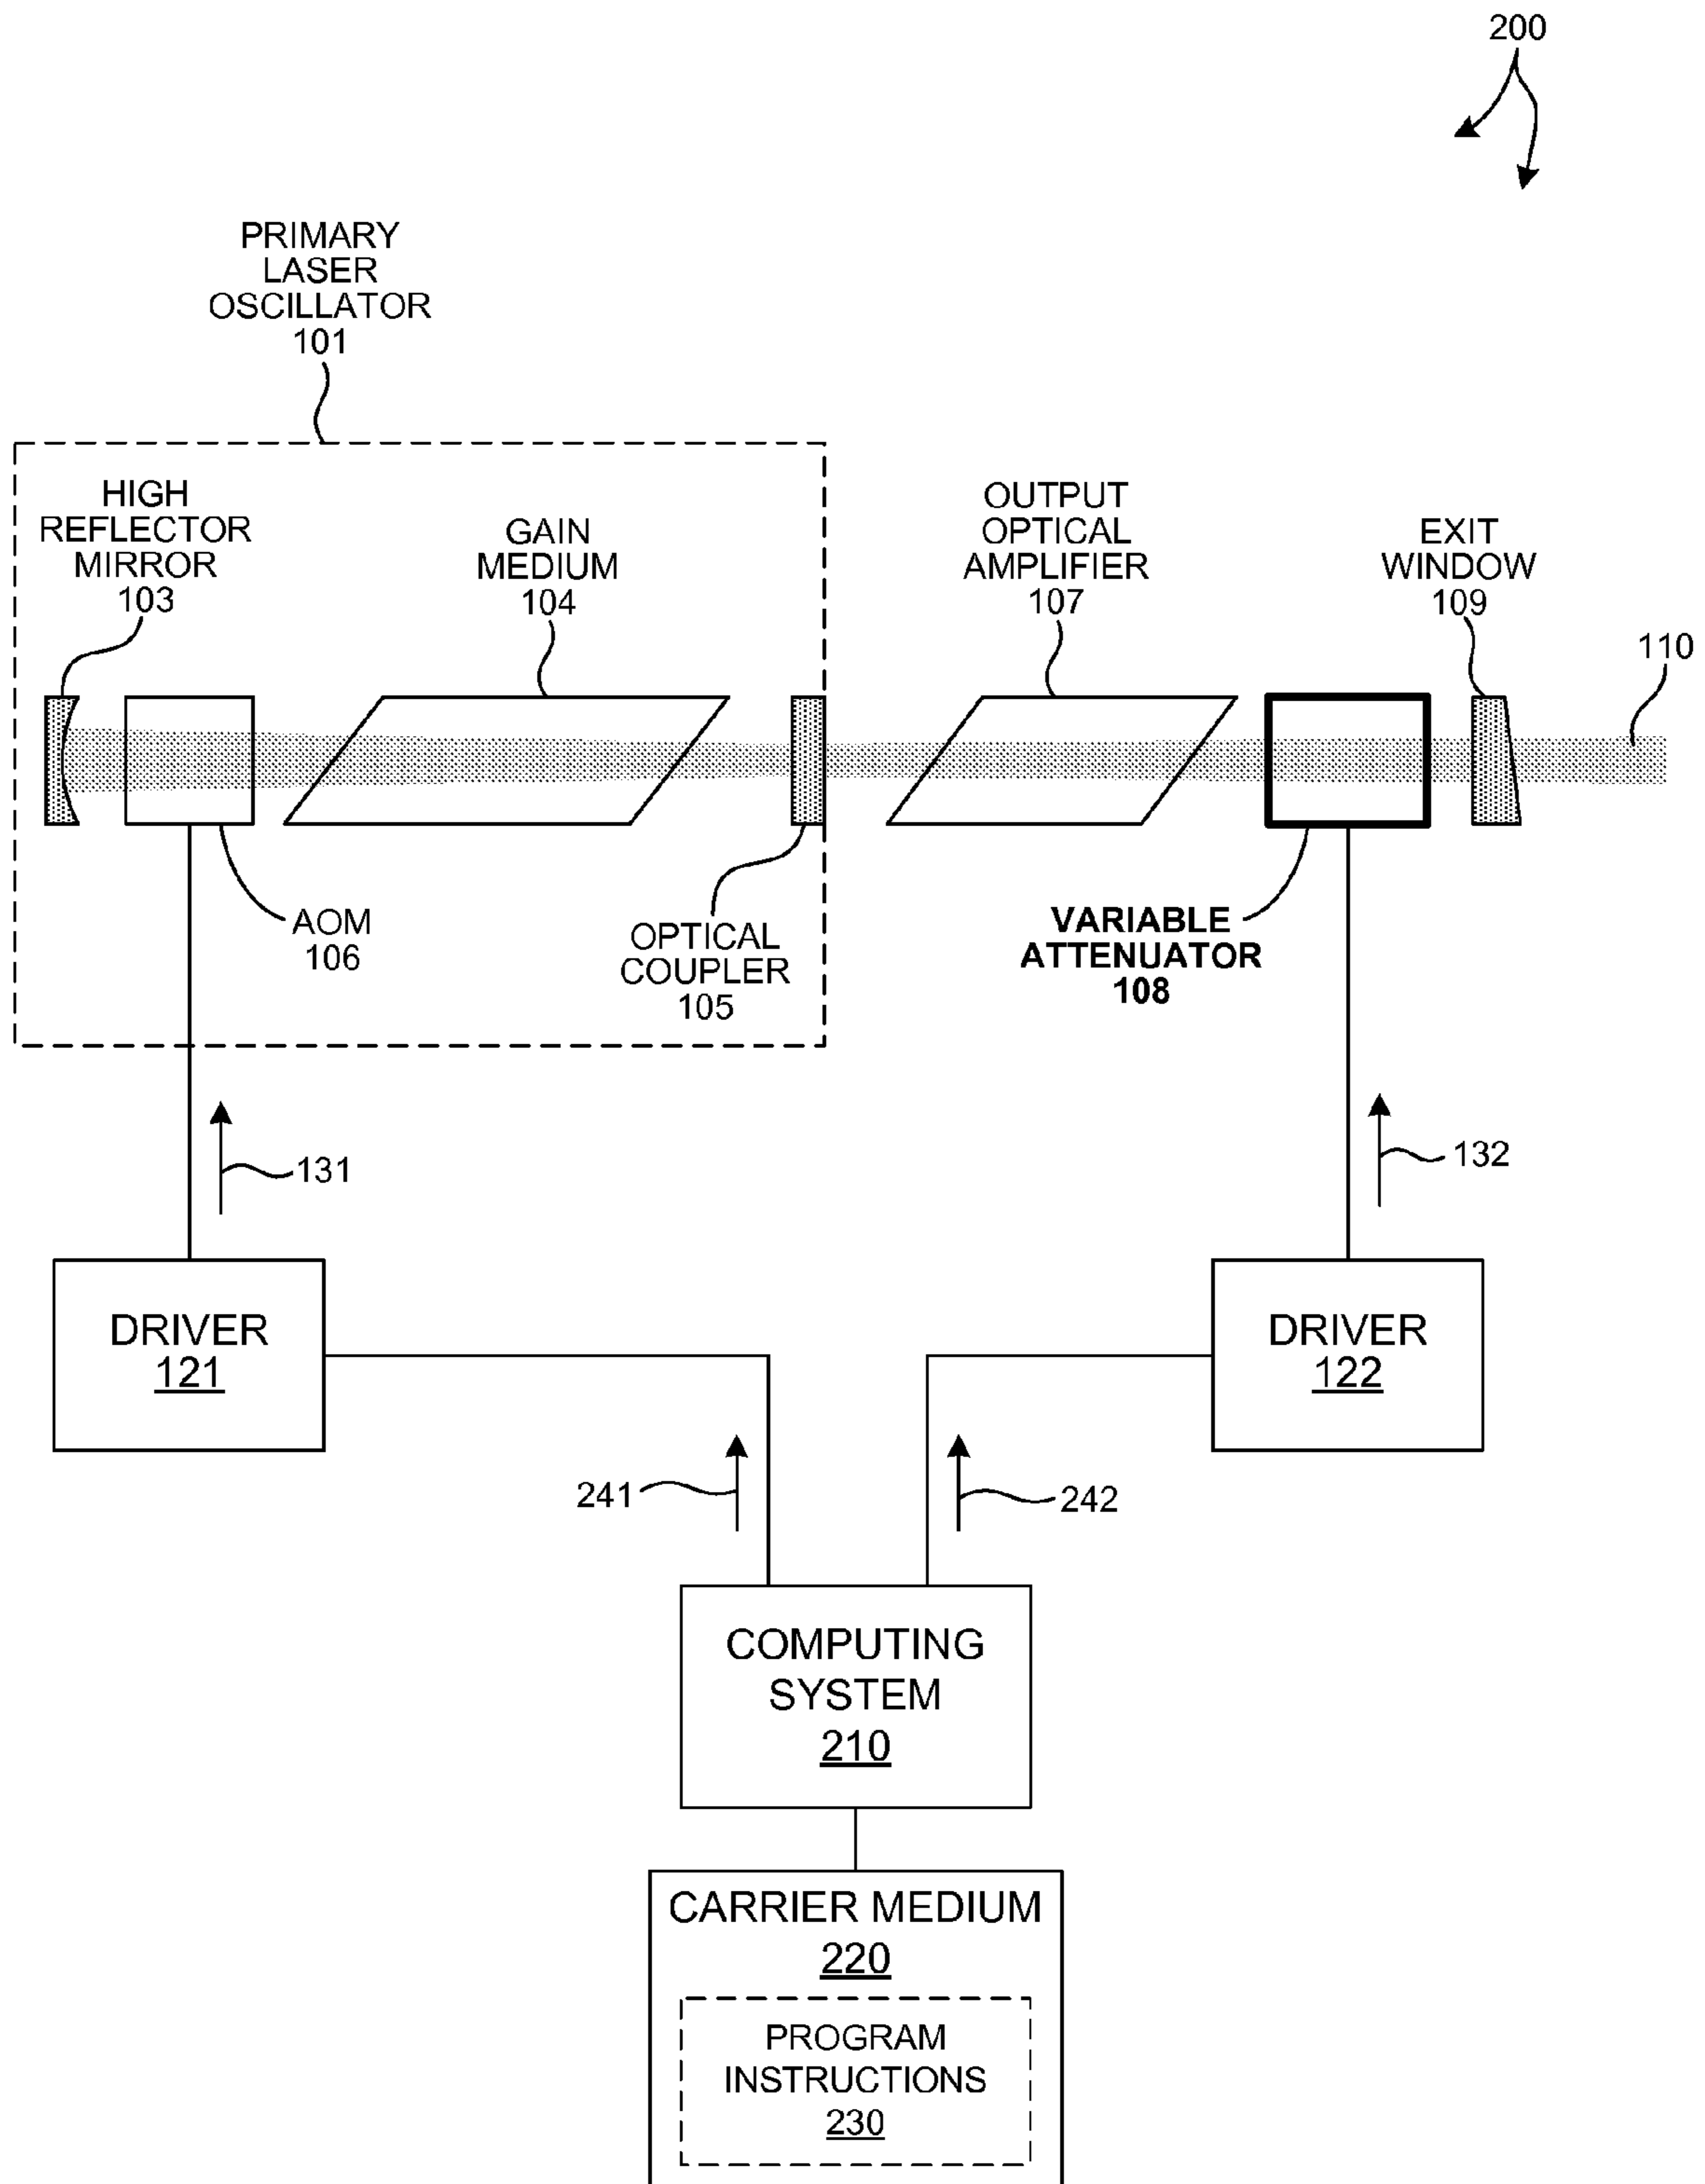 200
PRIMARY
LASER
OSCILLATOR
101
HIGH
REFLECTOR
MIRROR
103
GAIN
MEDIUM
104
OUTPUT
OPTICAL
AMPLIFIER
107
EXIT
WINDOW
109
110
AOM
106
OPTICAL
COUPLER
105
VARIABLE
ATTENUATOR
108
131
132
DRIVER
121
DRIVER
122
241
242
COMPUTING
SYSTEM
210
CARRIER MEDIUM
220
PROGRAM
INSTRUCTIONS
230